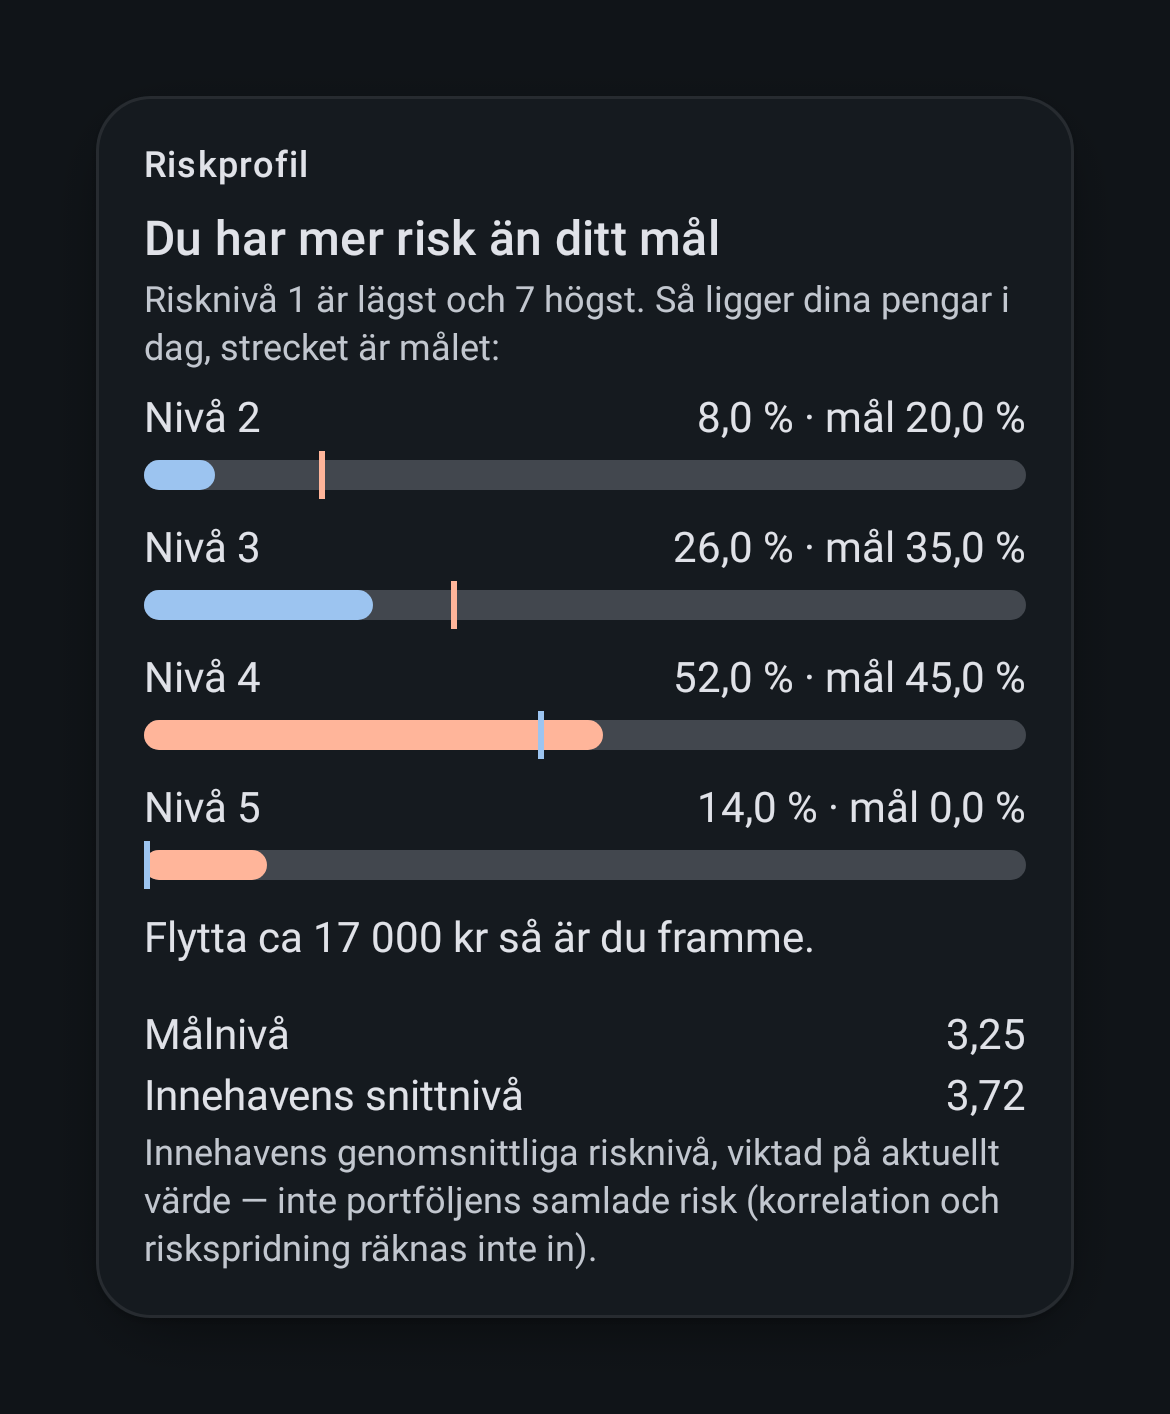 Riskprofil
Du har mer risk än ditt mål
Risknivå 1 är lägst och 7 högst. Så ligger dina pengar i
dag, strecket är målet:
Nivå 2 8,0 % · mål 20,0 %
Nivå 3 26,0 % · mål 35,0 %
Nivå 4 52,0 % · mål 45,0 %
Nivå 5 14,0 % · mål 0,0 %
Flytta ca 17 000 kr så är du framme.
Målnivå 3,25
Innehavens snittnivå 3,72
Innehavens genomsnittliga risknivå, viktad på aktuellt
värde — inte portföljens samlade risk (korrelation och
riskspridning räknas inte in).